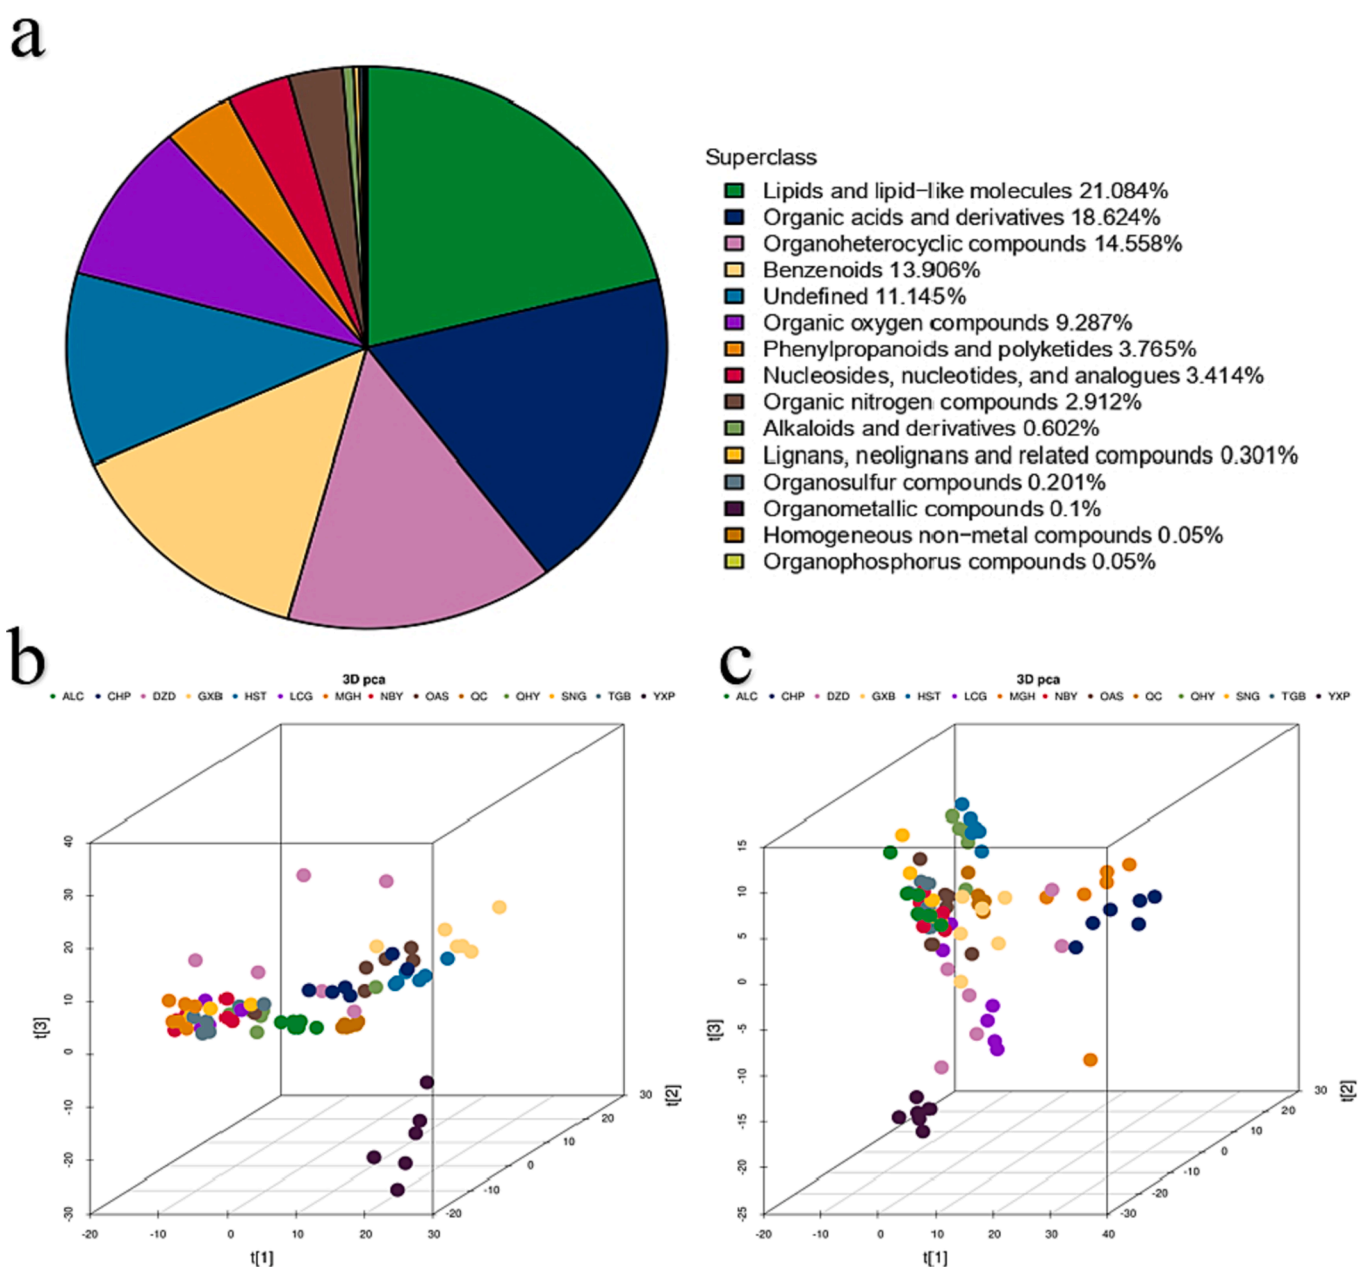 a
Superclass
Lipids and lipid-like molecules 21.084%
Organic acids and derivatives 18.624%
Organoheterocyclic compounds 14.558%
Benzenoids 13.906%
Undefined 11.145%
Organic oxygen compounds 9.287%
Phenylpropanoids and polyketides 3.765%
Nucleosides, nucleotides, and analogues 3.414%
Organic nitrogen compounds 2.912%
Alkaloids and derivatives 0.602%
Lignans, neolignans and related compounds 0.301%
Organosulfur compounds 0.201%
Organometallic compounds 0.1%
Homogeneous non-metal compounds 0.05%
Organophosphorus compounds 0.05%
b
3D pca
ALC CHP DZD GXB HST LCG MGH NBY OAS QC QHY SNG TGB YXP
40
30
20
10
0
-10
-20
-30
t[3]
-20 -10 0 10 20 30
t[1]
-20
-10
0
10
20
30
t[2]
c
3D pca
ALC CHP DZD GXB HST LCG MGH NBY OAS QC QHY SNG TGB YXP
15
10
5
0
-5
-10
-15
-20
-25
t[3]
-20 -10 0 10 20 30 40
t[1]
-30
-20
-10
0
10
20
30
t[2]